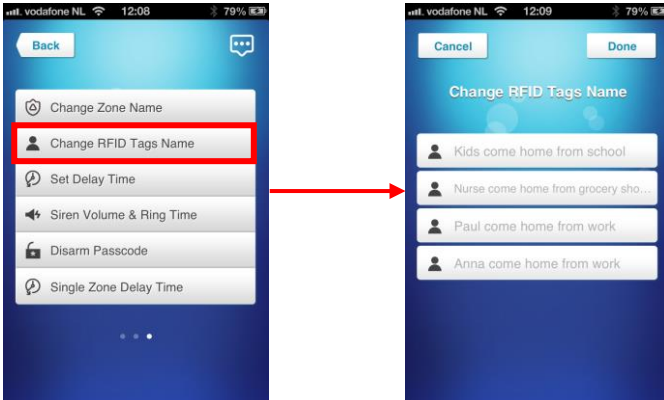 vodafone NL 12:08 79%
Back
Change Zone Name
Change RFID Tags Name
Set Delay Time
Siren Volume & Ring Time
Disarm Passcode
Single Zone Delay Time
vodafone NL 12:09 79%
Cancel Done
Change RFID Tags Name
Kids come home from school
Nurse come home from grocery sho...
Paul come home from work
Anna come home from work